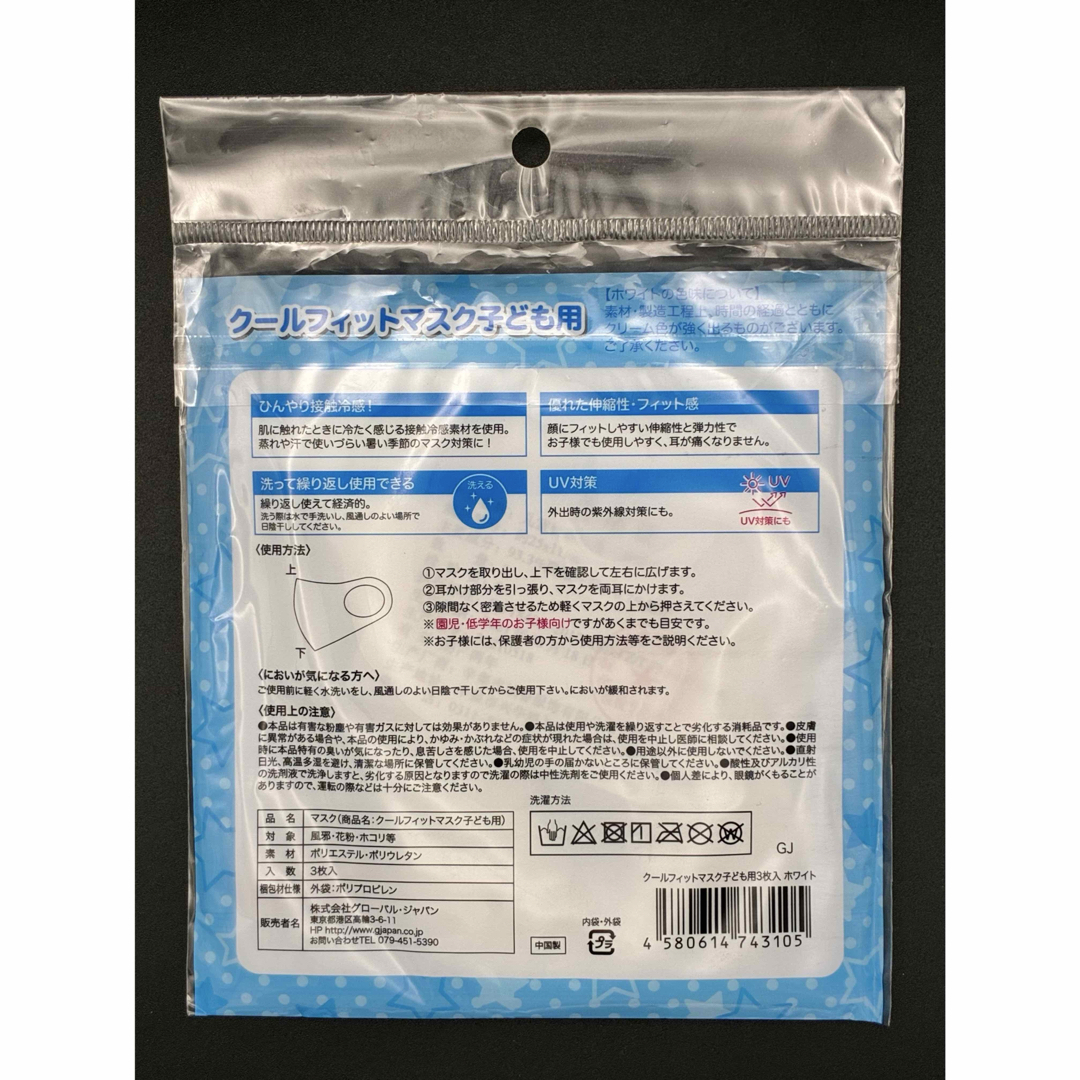 クールフィットマスク子ども用
【ホワイトの色味について】
素材・製造工程上、時間の経過とともに
クリーム色が強く出るものがございます。
ご了承ください。
ひんやり接触冷感!
肌に触れたときに冷たく感じる接触冷感素材を使用。
蒸れや汗で使いづらい暑い季節のマスク対策に!
優れた伸縮性・フィット感
顔にフィットしやすい伸縮性と弾力性で
お子様でも使用しやすく、耳が痛くなりません。
洗って繰り返し使用できる
繰り返し使えて経済的。
洗う際は水で手洗いし、風通しのよい場所で
日陰干ししてください。
洗える
UV対策
外出時の紫外線対策にも。
UV
UV対策にも
〈使用方法〉
上
下
①マスクを取り出し、上下を確認して左右に広げます。
②耳かけ部分を引っ張り、マスクを両耳にかけます。
③隙間なく密着させるため軽くマスクの上から押さえてください。
※園児・低学年のお子様向けですがあくまでも目安です。
※お子様には、保護者の方から使用方法等をご説明ください。
〈においが気になる方へ〉
ご使用前に軽く水洗いをし、風通しのよい日陰で干してからご使用下さい。においが緩和されます。
〈使用上の注意〉
●本品は有害な粉塵や有害ガスに対しては効果がありません。●本品は使用や洗濯を繰り返すことで劣化する消耗品です。●皮膚
に異常がある場合や、本品の使用により、かゆみ・かぶれなどの症状が現れた場合は、使用を中止し医師に相談してください。●使用
時に本品特有の臭いが気になったり、息苦しさを感じた場合、使用を中止してください。●用途以外に使用しないでください。●直射
日光、高温多湿を避け、清潔な場所に保管してください。●乳幼児の手の届かないところに保管してください。●酸性及びアルカリ性
の洗剤液で洗浄しますと、劣化する原因となりますので洗濯の際は中性洗剤をご使用ください。●個人差により、眼鏡がくもることが
ありますので、運転の際などは十分にご注意ください。
品 名 マスク(商品名:クールフィットマスク子ども用)
対 象 風邪・花粉・ホコリ等
素 材 ポリエステル・ポリウレタン
入 数 3枚入
梱包材仕様 外袋:ポリプロピレン
販売者名 株式会社グローバル・ジャパン
東京都港区高輪3-6-11
HP http://www.gjapan.co.jp
お問い合わせTEL 079-451-5390
洗濯方法
GJ
クールフィットマスク子ども用3枚入 ホワイト
中国製
内袋・外袋
プラ
4 580614 743105